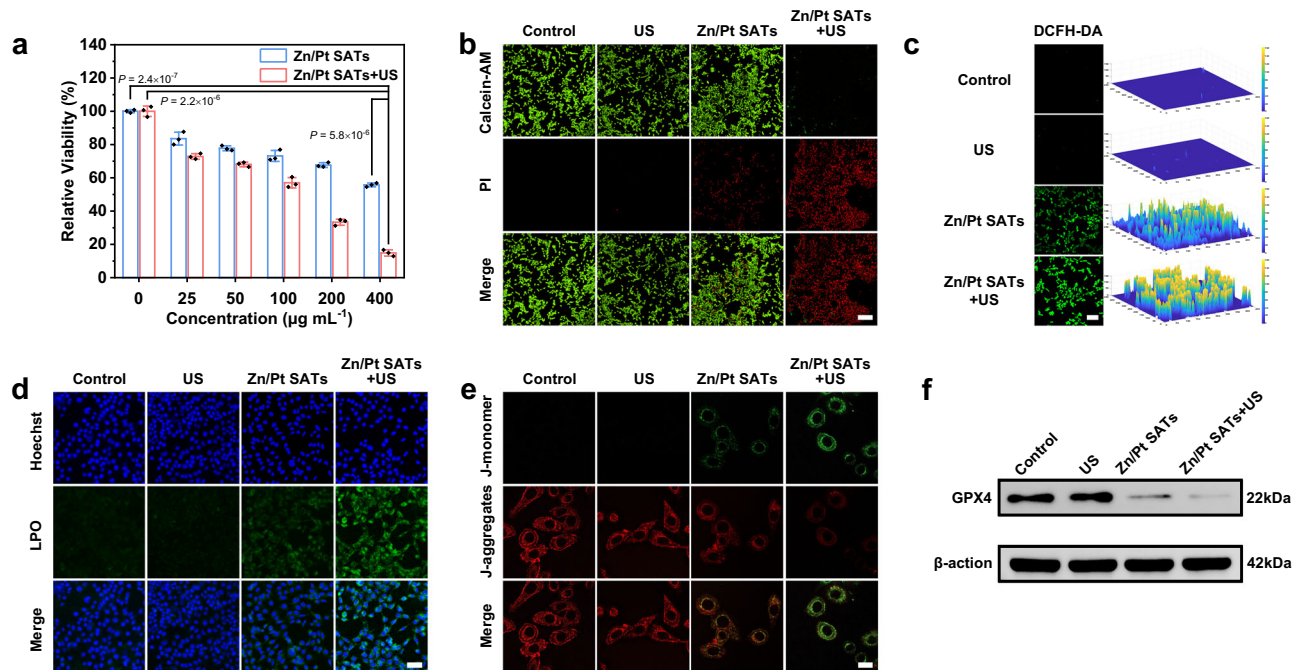 a
Relative Viability (%)
140
120
100
80
60
40
20
0
Zn/Pt SATs
Zn/Pt SATs+US
P = 2.4×10⁻⁷
P = 2.2×10⁻⁶
P = 5.8×10⁻⁶
0 25 50 100 200 400
Concentration (µg mL⁻¹)
b
Control US Zn/Pt SATs Zn/Pt SATs
+US
Calcein-AM
PI
Merge
c
DCFH-DA
Control
US
Zn/Pt SATs
Zn/Pt SATs
+US
d
Control US Zn/Pt SATs Zn/Pt SATs
+US
Hoechst
LPO
Merge
e
Control US Zn/Pt SATs Zn/Pt SATs
+US
J-monomer
J-aggregates
Merge
f
Control US Zn/Pt SATs Zn/Pt SATs+US
GPX4 22kDa
β-action 42kDa